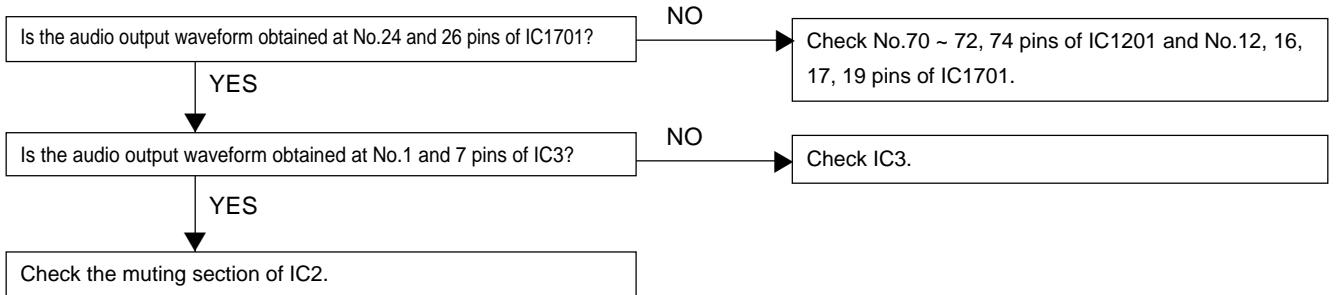 Is the audio output waveform obtained at No.24 and 26 pins of IC1701?
NO
Check No.70 ~ 72, 74 pins of IC1201 and No.12, 16,
17, 19 pins of IC1701.
YES
Is the audio output waveform obtained at No.1 and 7 pins of IC3?
NO
Check IC3.
YES
Check the muting section of IC2.